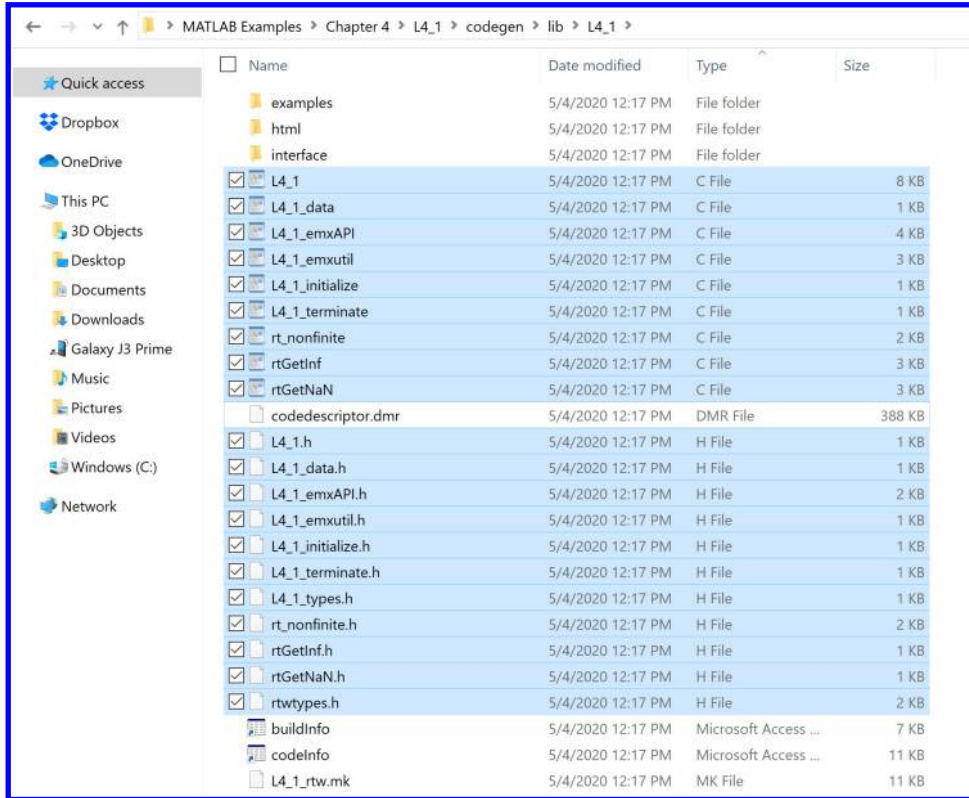 MATLAB Examples > Chapter 4 > L4_1 > codegen > lib > L4_1 >
Name Date modified Type Size
Quick access
Dropbox
OneDrive
This PC
3D Objects
Desktop
Documents
Downloads
Galaxy J3 Prime
Music
Pictures
Videos
Windows (C:)
Network
examples 5/4/2020 12:17 PM File folder
html 5/4/2020 12:17 PM File folder
interface 5/4/2020 12:17 PM File folder
L4_1 5/4/2020 12:17 PM C File 8 KB
L4_1_data 5/4/2020 12:17 PM C File 1 KB
L4_1_emxAPI 5/4/2020 12:17 PM C File 4 KB
L4_1_emxutil 5/4/2020 12:17 PM C File 3 KB
L4_1_initialize 5/4/2020 12:17 PM C File 1 KB
L4_1_terminate 5/4/2020 12:17 PM C File 1 KB
rt_nonfinite 5/4/2020 12:17 PM C File 2 KB
rtGetInf 5/4/2020 12:17 PM C File 3 KB
rtGetNaN 5/4/2020 12:17 PM C File 3 KB
codedescriptor.dmr 5/4/2020 12:17 PM DMR File 388 KB
L4_1.h 5/4/2020 12:17 PM H File 1 KB
L4_1_data.h 5/4/2020 12:17 PM H File 1 KB
L4_1_emxAPI.h 5/4/2020 12:17 PM H File 2 KB
L4_1_emxutil.h 5/4/2020 12:17 PM H File 1 KB
L4_1_initialize.h 5/4/2020 12:17 PM H File 1 KB
L4_1_terminate.h 5/4/2020 12:17 PM H File 1 KB
L4_1_types.h 5/4/2020 12:17 PM H File 1 KB
rt_nonfinite.h 5/4/2020 12:17 PM H File 2 KB
rtGetInf.h 5/4/2020 12:17 PM H File 1 KB
rtGetNaN.h 5/4/2020 12:17 PM H File 1 KB
rtwtypes.h 5/4/2020 12:17 PM H File 2 KB
buildInfo 5/4/2020 12:17 PM Microsoft Access ... 7 KB
codeInfo 5/4/2020 12:17 PM Microsoft Access ... 11 KB
L4_1_rtw.mk 5/4/2020 12:17 PM MK File 11 KB